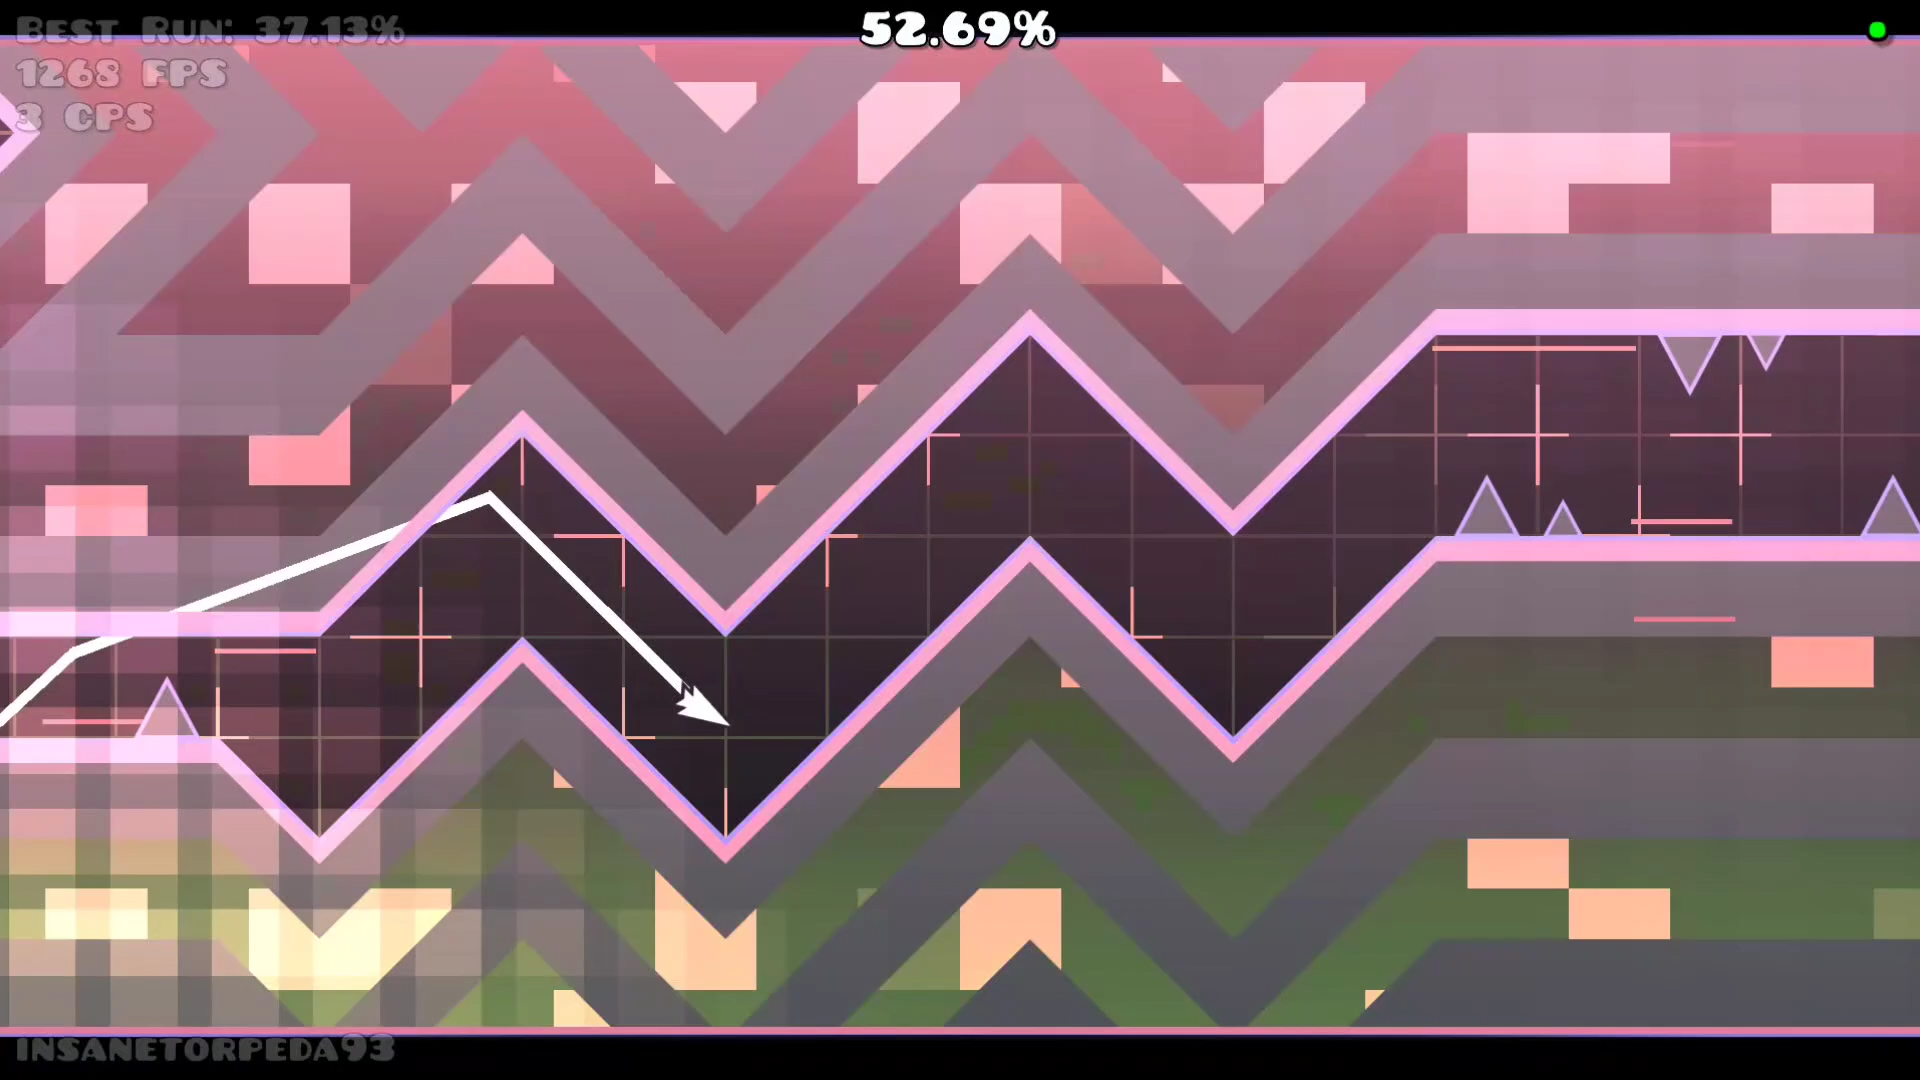 BEST RUN: 37.13%
52.69%
1268 FPS
3 CPS
INSANETORPEDA93